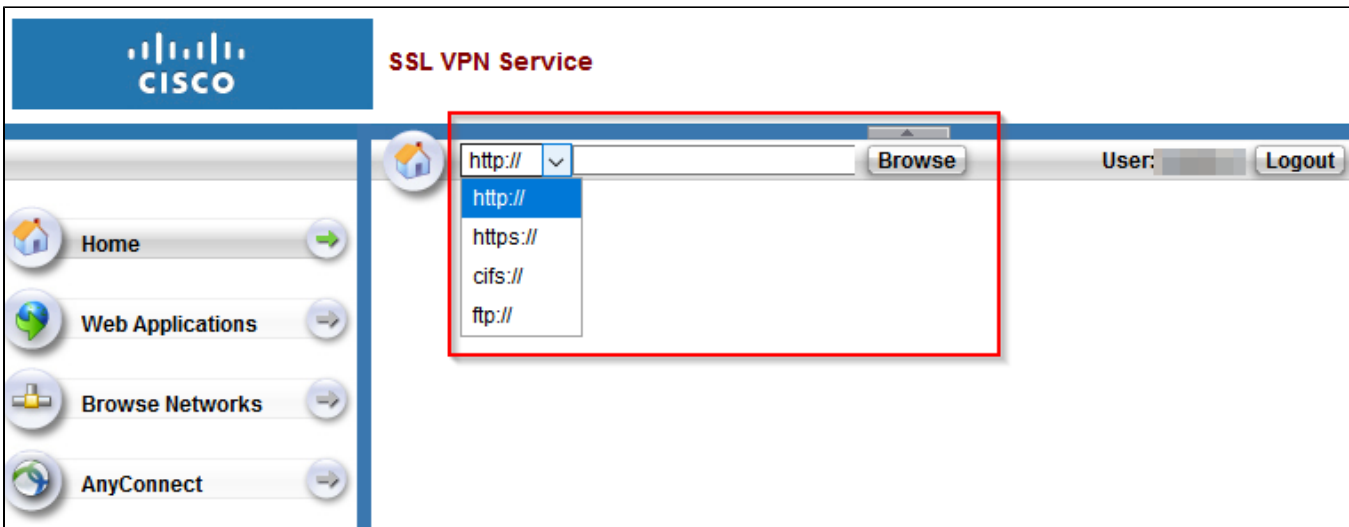 CISCO
SSL VPN Service
http:// Browse User: Logout
http://
https://
cifs://
ftp://
Home
Web Applications
Browse Networks
AnyConnect